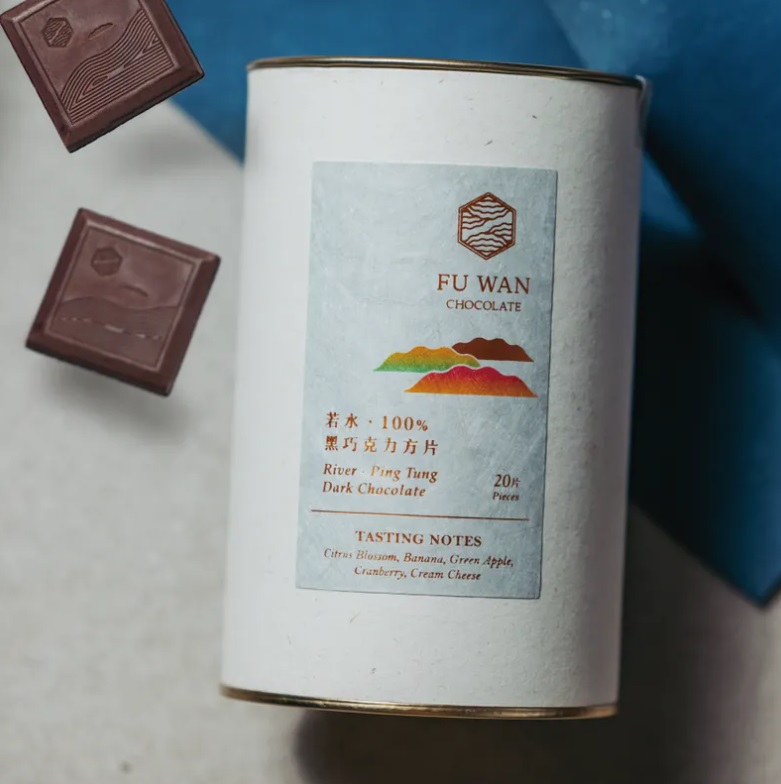 FU WAN
CHOCOLATE
若水·100%
黑巧克力方片
River · Ping Tung
Dark Chocolate
20片
Pieces
TASTING NOTES
Citrus Blossom, Banana, Green Apple,
Cranberry, Cream Cheese